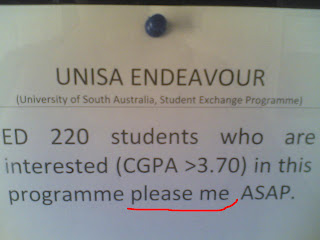 UNISA ENDEAVOUR
(University of South Australia, Student Exchange Programme)
ED 220 students who are
interested (CGPA >3.70) in this
programme please me ASAP.